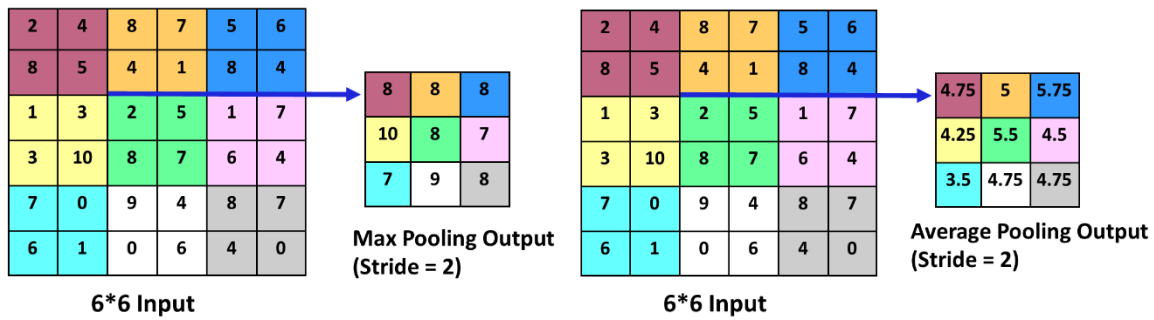 2 4 8 7 5 6
8 5 4 1 8 4
1 3 2 5 1 7
3 10 8 7 6 4
7 0 9 4 8 7
6 1 0 6 4 0
6*6 Input
8 8 8
10 8 7
7 9 8
Max Pooling Output
(Stride = 2)
2 4 8 7 5 6
8 5 4 1 8 4
1 3 2 5 1 7
3 10 8 7 6 4
7 0 9 4 8 7
6 1 0 6 4 0
6*6 Input
4.75 5 5.75
4.25 5.5 4.5
3.5 4.75 4.75
Average Pooling Output
(Stride = 2)